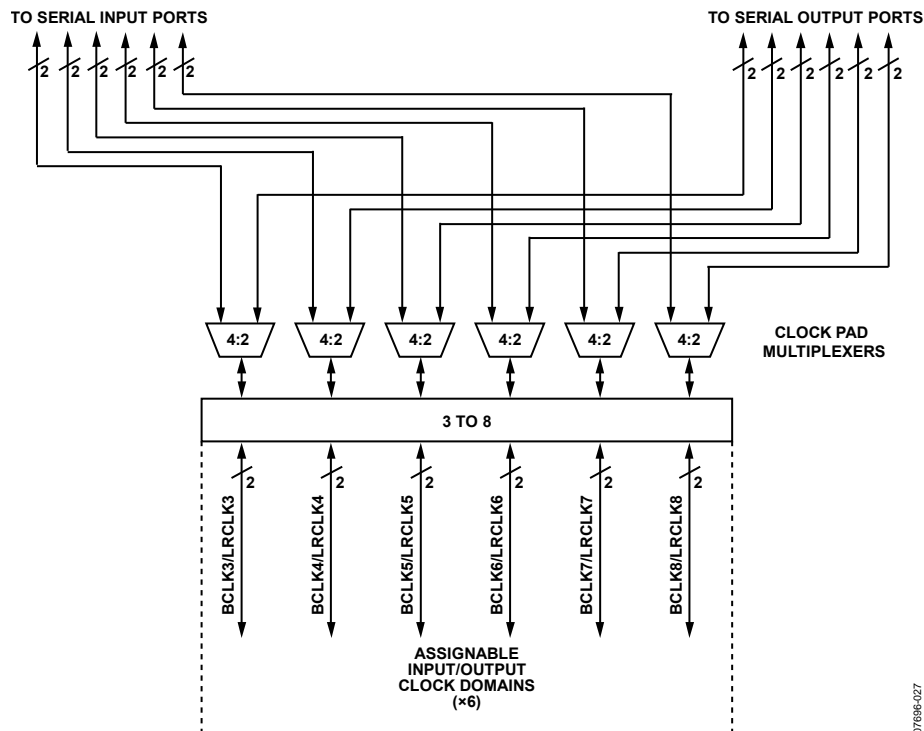 TO SERIAL INPUT PORTS
TO SERIAL OUTPUT PORTS
2 2 2 2 2 2
2 2 2 2 2 2
4:2 4:2 4:2 4:2 4:2 4:2
CLOCK PAD
MULTIPLEXERS
3 TO 8
2 2 2 2 2 2
BCLK3/LRCLK3
BCLK4/LRCLK4
BCLK5/LRCLK5
BCLK6/LRCLK6
BCLK7/LRCLK7
BCLK8/LRCLK8
ASSIGNABLE
INPUT/OUTPUT
CLOCK DOMAINS
(×6)
07696-027